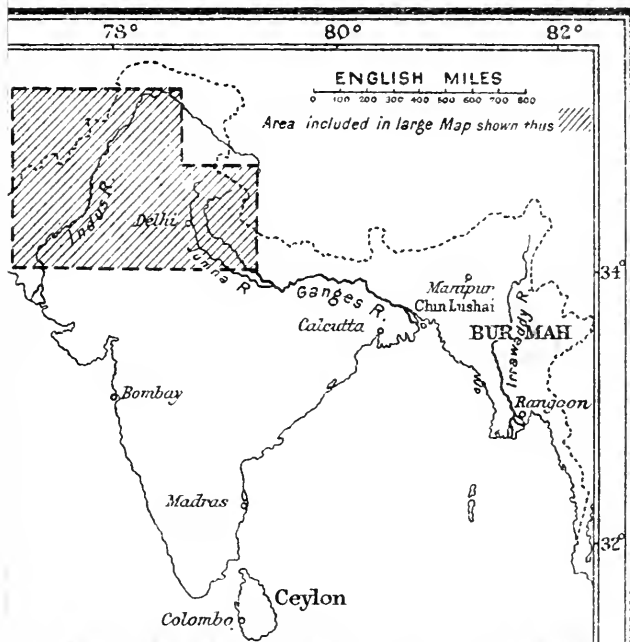 78° 80° 82°
ENGLISH MILES
0 100 200 300 400 500 600 700 800
Area included in large Map shown thus
Indus R.
Delhi
Jumna R
Ganges R.
34°
Manipur
Chin Lushai
Calcutta
BURMAH
Irrawaddy R.
Bombay
Rangoon
Madras
32°
Ceylon
Colombo